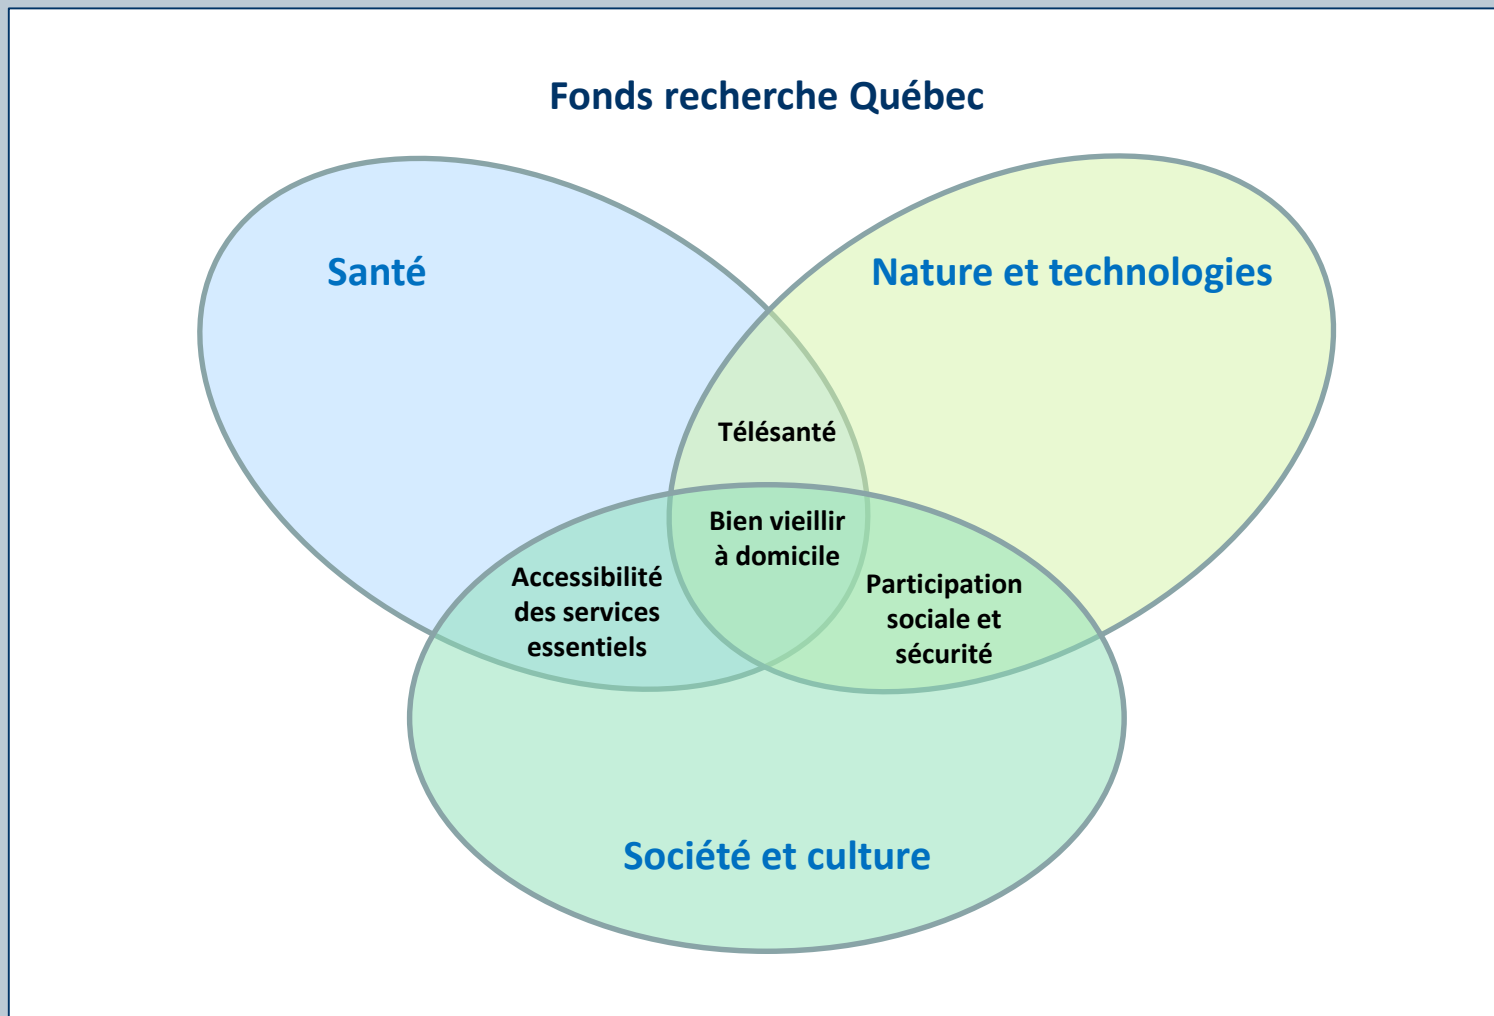 Fonds recherche Québec
Santé
Nature et technologies
Télésanté
Bien vieillir
à domicile
Accessibilité
des services
essentiels
Participation
sociale et
sécurité
Société et culture